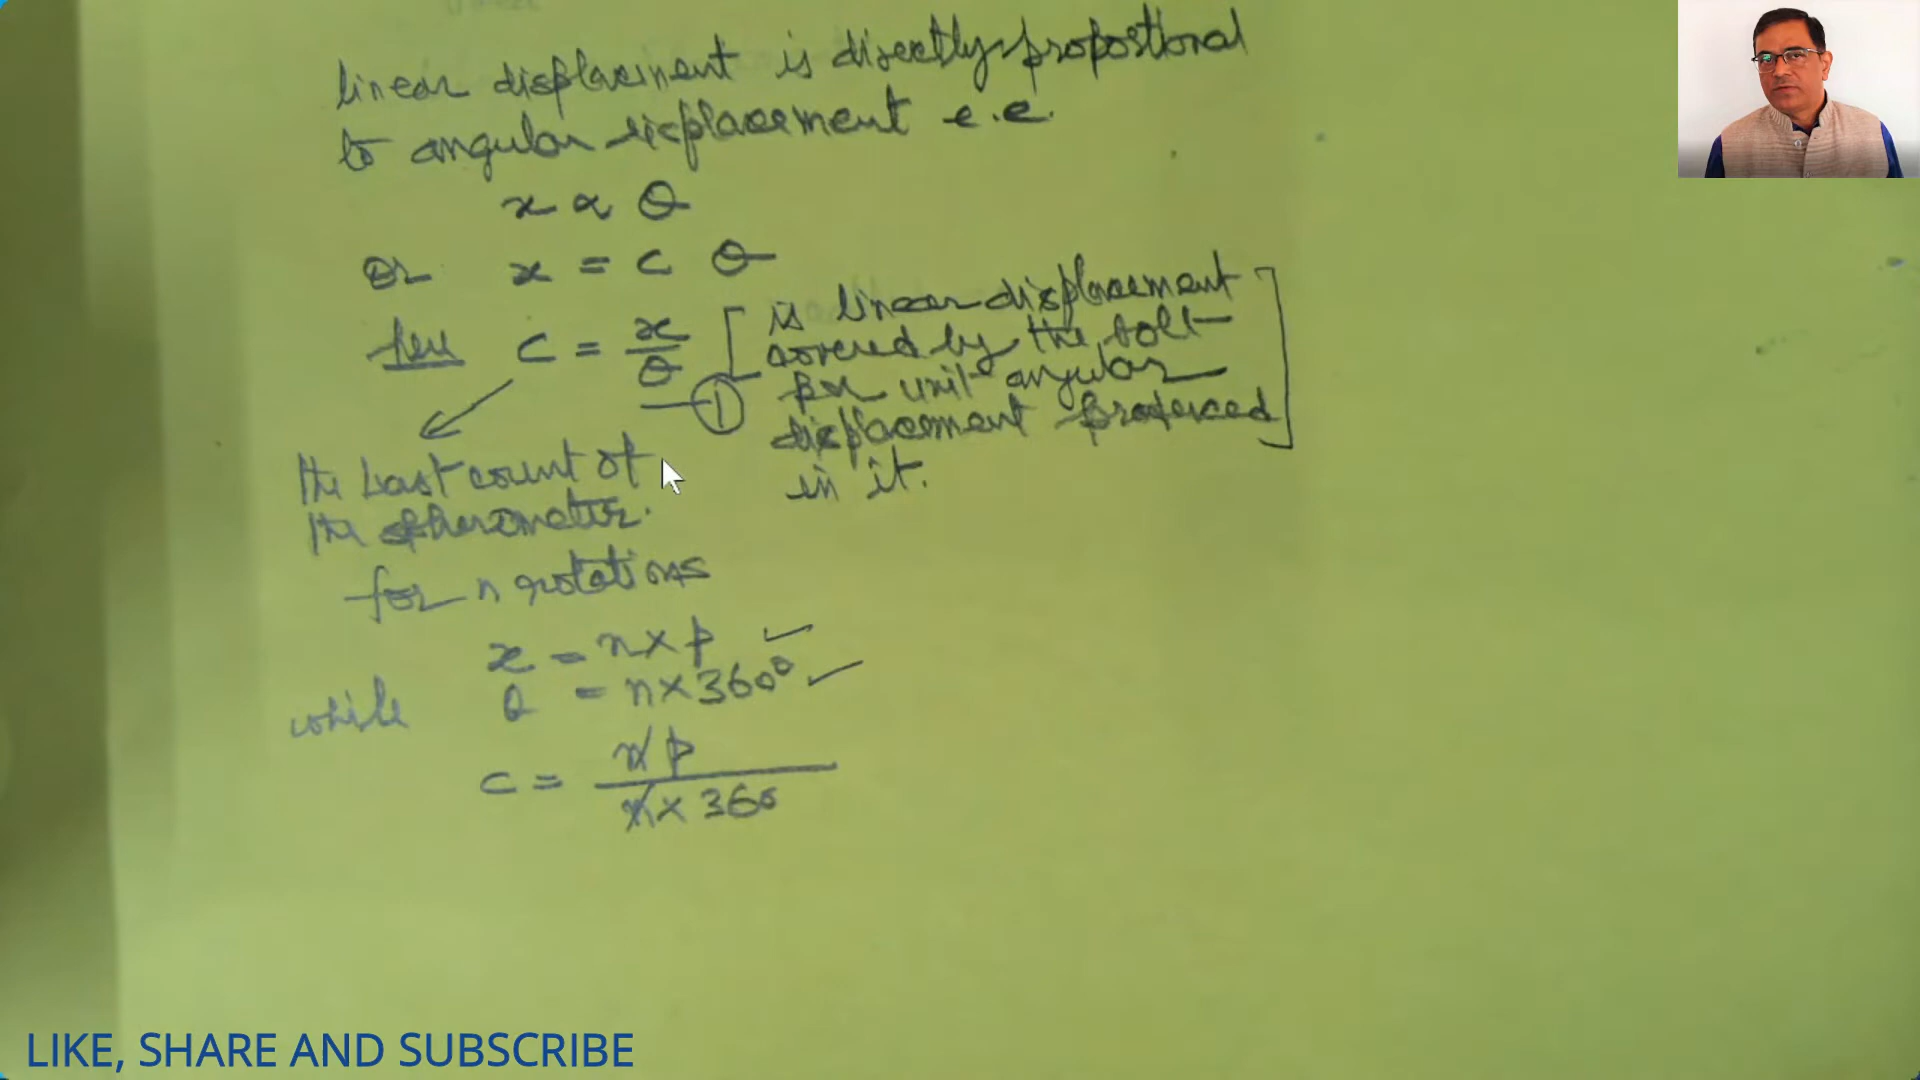 linear displacement is directly proportional
to angular displacement e.e.
x ∝ θ
or x = c θ
here c = x/θ
[ is linear displacement
covered by the bolt
per unit angular
displacement produced
in it. ]
①
the least count of
the spherometer.
for n rotations
x = n × p ✓
while θ = n × 360° ✓
c = n p / n × 360
LIKE, SHARE AND SUBSCRIBE